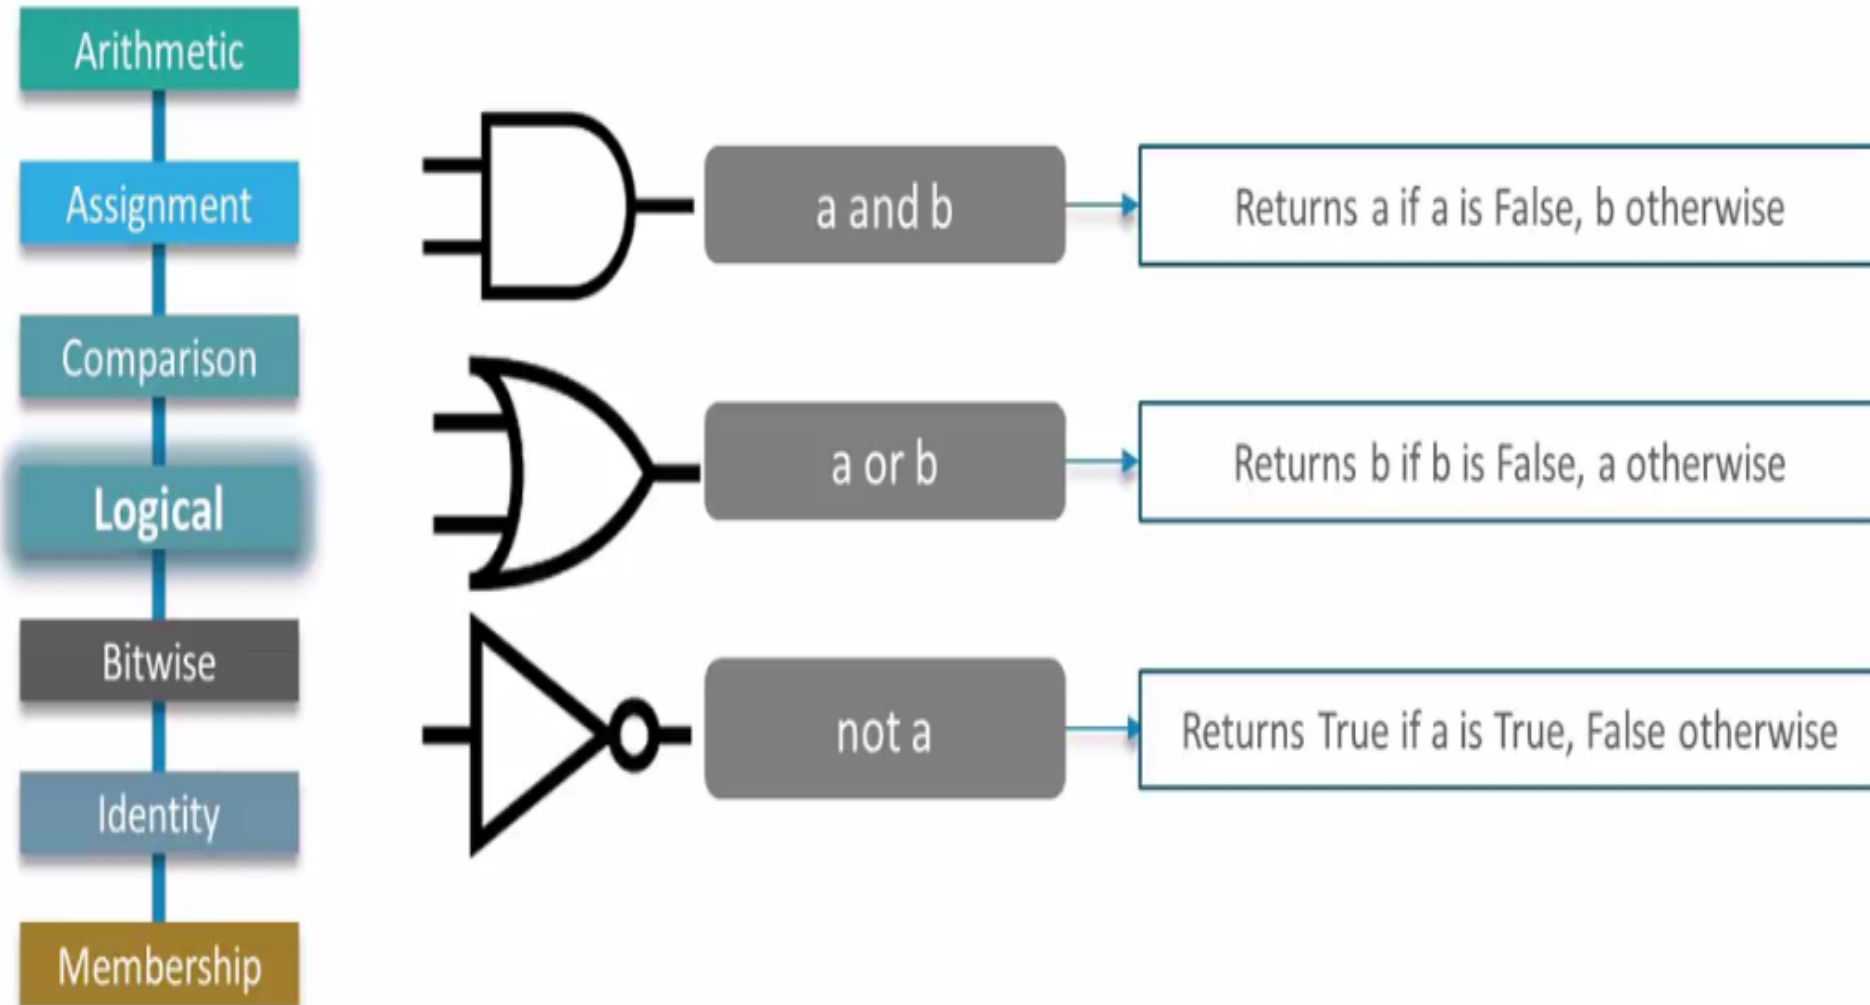 Arithmetic
Assignment
Comparison
Logical
Bitwise
Identity
Membership
a and b
Returns a if a is False, b otherwise
a or b
Returns b if b is False, a otherwise
not a
Returns True if a is True, False otherwise